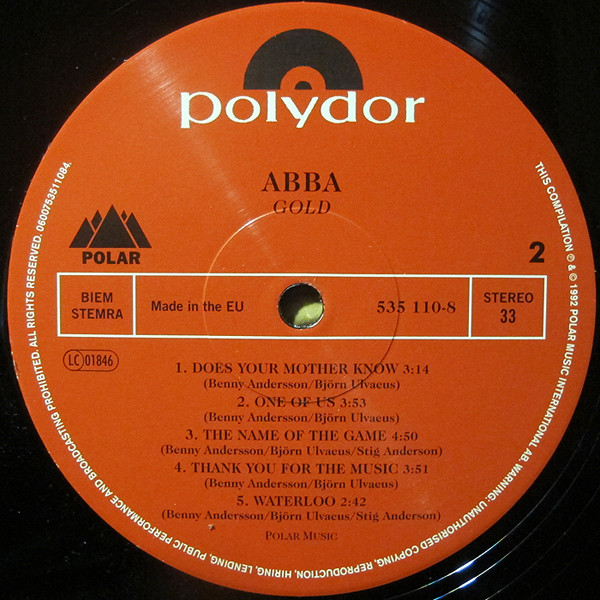 polydor
ABBA
GOLD
POLAR
2
BIEM
STEMRA
Made in the EU
535 110-8
STEREO
33
LC 01846
1. DOES YOUR MOTHER KNOW 3:14
(Benny Andersson/Björn Ulvaeus)
2. ONE OF US 3:53
(Benny Andersson/Björn Ulvaeus)
3. THE NAME OF THE GAME 4:50
(Benny Andersson/Björn Ulvaeus/Stig Anderson)
4. THANK YOU FOR THE MUSIC 3:51
(Benny Andersson/Björn Ulvaeus)
5. WATERLOO 2:42
(Benny Andersson/Björn Ulvaeus/Stig Anderson)
POLAR MUSIC
THIS COMPILATION ℗ & © 1992 POLAR MUSIC INTERNATIONAL AB. WARNING: UNAUTHORISED COPYING, REPRODUCTION, HIRING, LENDING, PUBLIC PERFORMANCE AND BROADCASTING PROHIBITED. ALL RIGHTS RESERVED. 0600753511084.